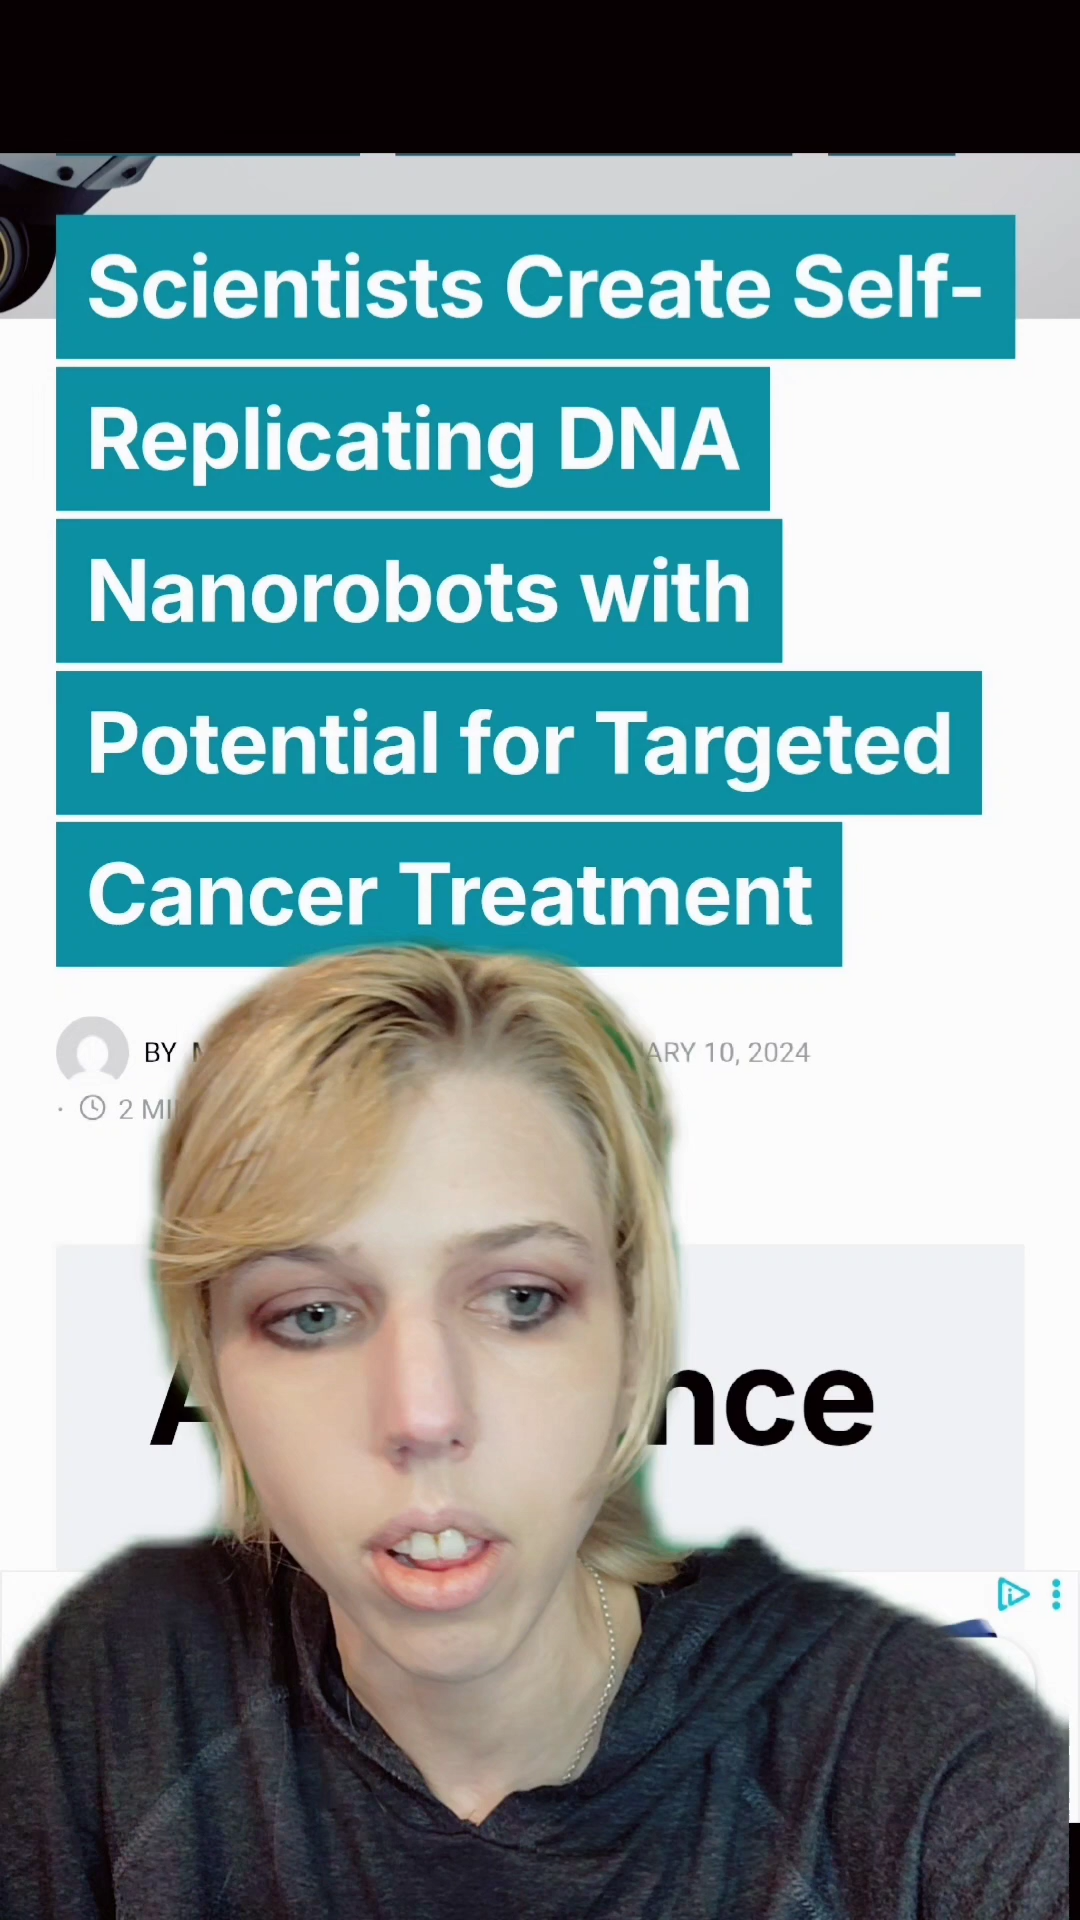 Scientists Create Self-
Replicating DNA
Nanorobots with
Potential for Targeted
Cancer Treatment
BY
ARY 10, 2024
· 2 MI
nce